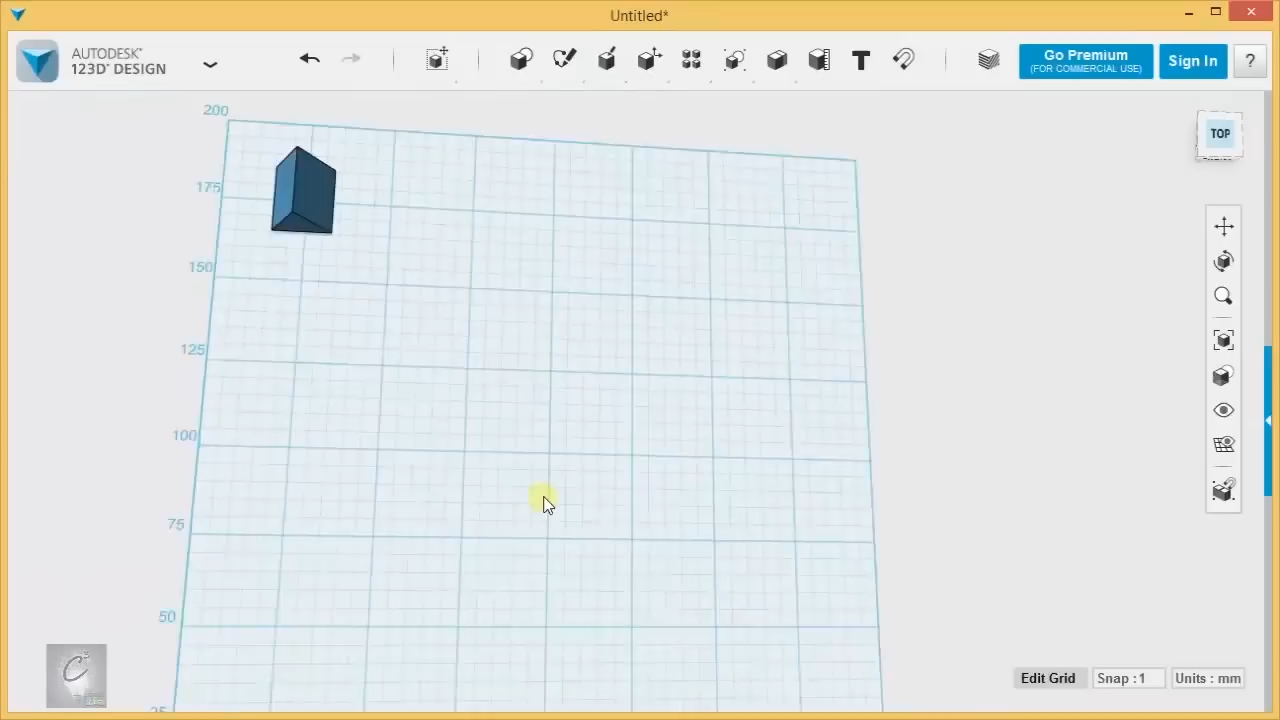 Untitled*
AUTODESK®
123D® DESIGN
Go Premium
(FOR COMMERCIAL USE)
Sign In
?
TOP
200
175
150
125
100
75
50
25
Edit Grid
Snap : 1
Units : mm